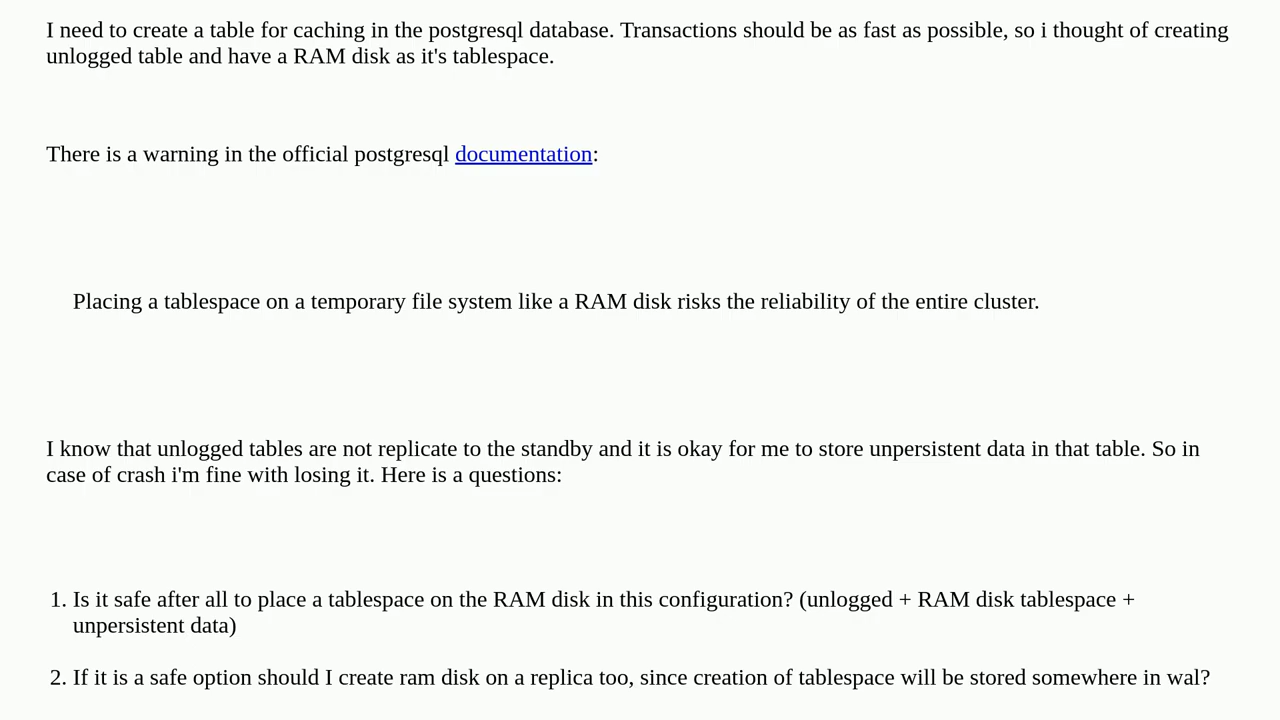 I need to create a table for caching in the postgresql database. Transactions should be as fast as possible, so i thought of creating
unlogged table and have a RAM disk as it's tablespace.
There is a warning in the official postgresql documentation:
Placing a tablespace on a temporary file system like a RAM disk risks the reliability of the entire cluster.
I know that unlogged tables are not replicate to the standby and it is okay for me to store unpersistent data in that table. So in
case of crash i'm fine with losing it. Here is a questions:
1. Is it safe after all to place a tablespace on the RAM disk in this configuration? (unlogged + RAM disk tablespace +
unpersistent data)
2. If it is a safe option should I create ram disk on a replica too, since creation of tablespace will be stored somewhere in wal?